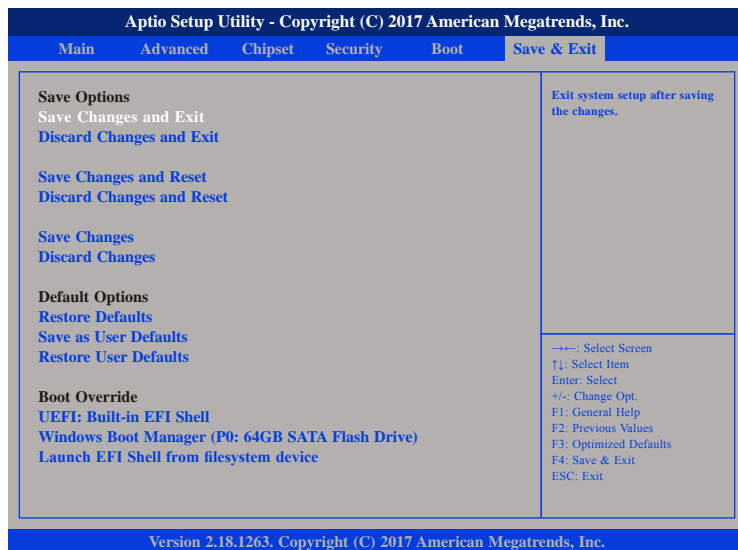 Aptio Setup Utility - Copyright (C) 2017 American Megatrends, Inc.
Main Advanced Chipset Security Boot Save & Exit
Save Options
Save Changes and Exit
Discard Changes and Exit
Save Changes and Reset
Discard Changes and Reset
Save Changes
Discard Changes
Default Options
Restore Defaults
Save as User Defaults
Restore User Defaults
Boot Override
UEFI: Built-in EFI Shell
Windows Boot Manager (P0: 64GB SATA Flash Drive)
Launch EFI Shell from filesystem device
Exit system setup after saving
the changes.
→←: Select Screen
↑↓: Select Item
Enter: Select
+/-: Change Opt.
F1: General Help
F2: Previous Values
F3: Optimized Defaults
F4: Save & Exit
ESC: Exit
Version 2.18.1263. Copyright (C) 2017 American Megatrends, Inc.